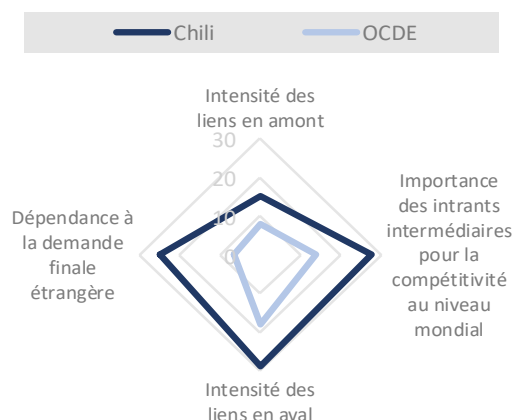 Chili OCDE
Intensité des
liens en amont
30
20
10
0
Importance
des intrants
intermédiaires
pour la
compétitivité
au niveau
mondial
Dépendance à
la demande
finale
étrangère
Intensité des
liens en aval